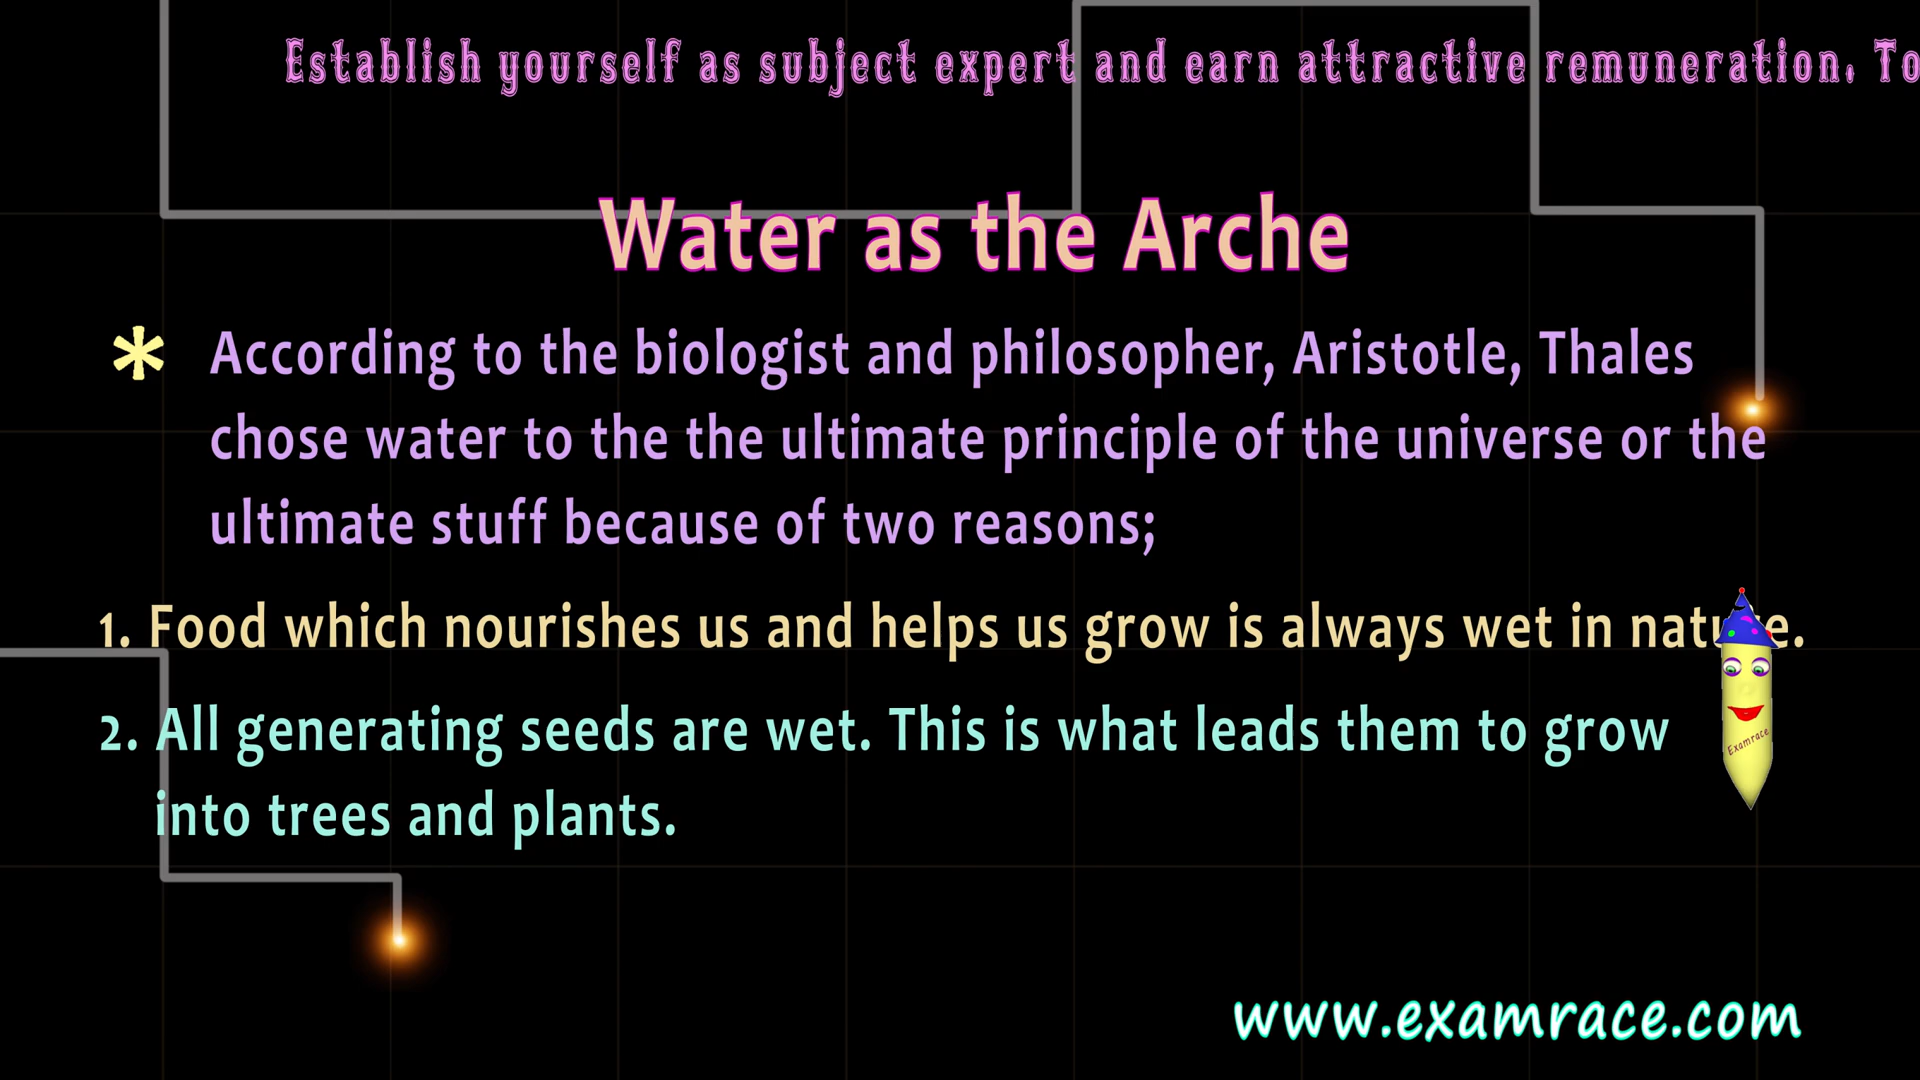 Establish yourself as subject expert and earn attractive remuneration. To
Water as the Arche
* According to the biologist and philosopher, Aristotle, Thales
chose water to the the ultimate principle of the universe or the
ultimate stuff because of two reasons;
1. Food which nourishes us and helps us grow is always wet in nature.
2. All generating seeds are wet. This is what leads them to grow
into trees and plants.
Examrace
www.examrace.com